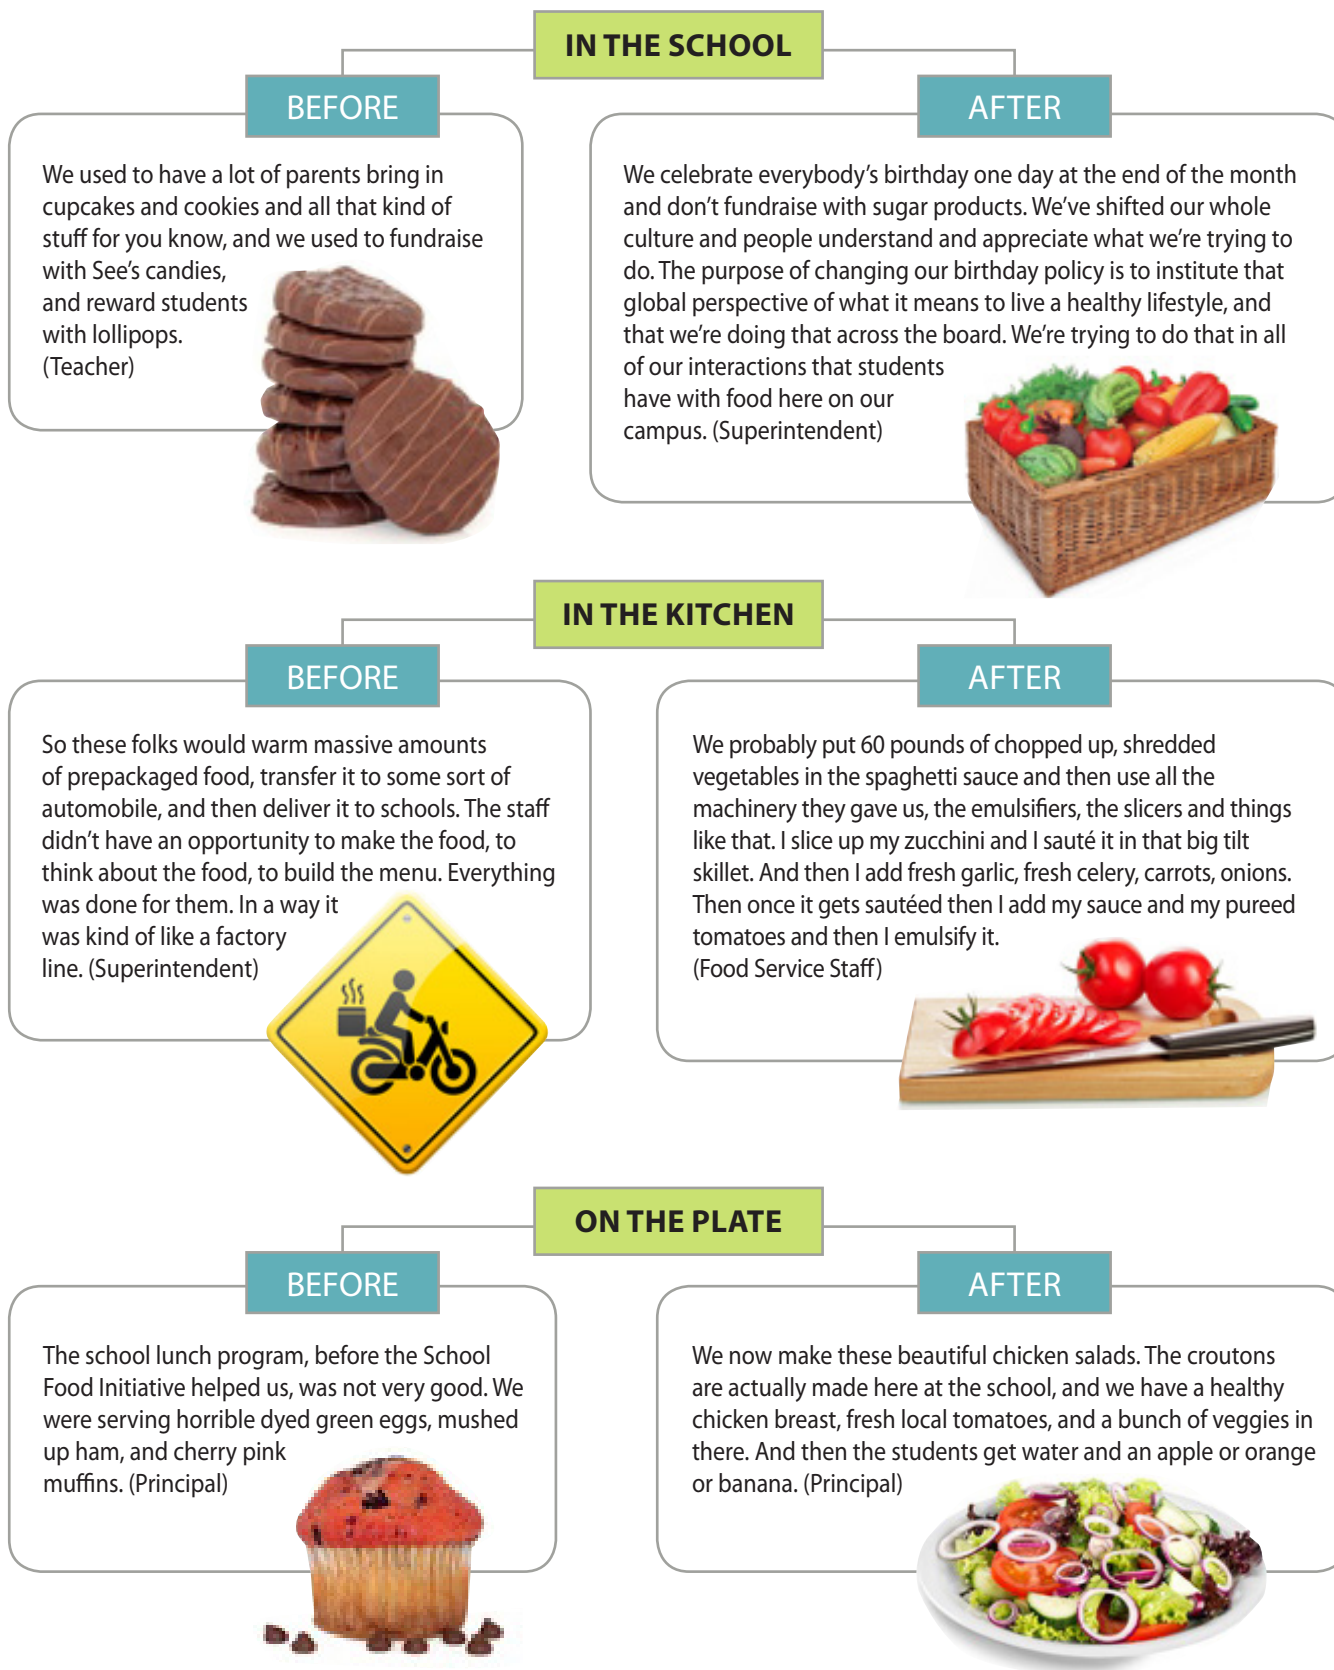 IN THE SCHOOL
BEFORE
We used to have a lot of parents bring in
cupcakes and cookies and all that kind of
stuff for you know, and we used to fundraise
with See's candies,
and reward students
with lollipops.
(Teacher)
AFTER
We celebrate everybody's birthday one day at the end of the month
and don't fundraise with sugar products. We've shifted our whole
culture and people understand and appreciate what we're trying to
do. The purpose of changing our birthday policy is to institute that
global perspective of what it means to live a healthy lifestyle, and
that we're doing that across the board. We're trying to do that in all
of our interactions that students
have with food here on our
campus. (Superintendent)
IN THE KITCHEN
BEFORE
So these folks would warm massive amounts
of prepackaged food, transfer it to some sort of
automobile, and then deliver it to schools. The staff
didn't have an opportunity to make the food, to
think about the food, to build the menu. Everything
was done for them. In a way it
was kind of like a factory
line. (Superintendent)
AFTER
We probably put 60 pounds of chopped up, shredded
vegetables in the spaghetti sauce and then use all the
machinery they gave us, the emulsifiers, the slicers and things
like that. I slice up my zucchini and I sauté it in that big tilt
skillet. And then I add fresh garlic, fresh celery, carrots, onions.
Then once it gets sautéed then I add my sauce and my pureed
tomatoes and then I emulsify it.
(Food Service Staff)
ON THE PLATE
BEFORE
The school lunch program, before the School
Food Initiative helped us, was not very good. We
were serving horrible dyed green eggs, mushed
up ham, and cherry pink
muffins. (Principal)
AFTER
We now make these beautiful chicken salads. The croutons
are actually made here at the school, and we have a healthy
chicken breast, fresh local tomatoes, and a bunch of veggies in
there. And then the students get water and an apple or orange
or banana. (Principal)